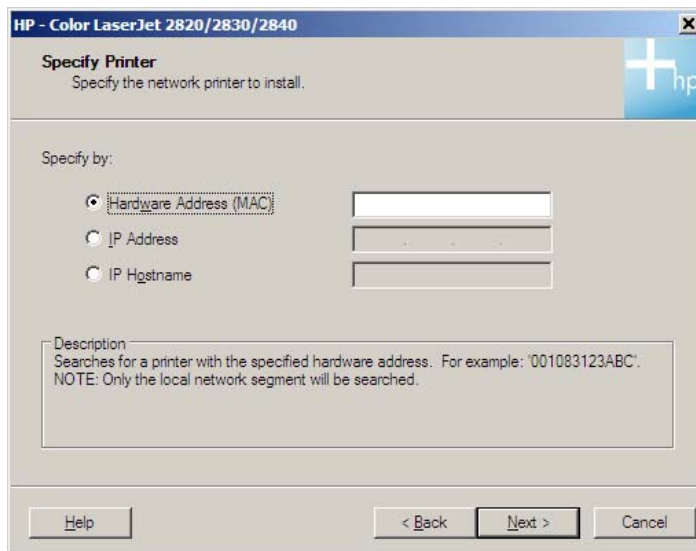 HP - Color LaserJet 2820/2830/2840
Specify Printer
Specify the network printer to install.
hp
Specify by:
Hardware Address (MAC)
IP Address
IP Hostname
Description
Searches for a printer with the specified hardware address. For example: '001083123ABC'.
NOTE: Only the local network segment will be searched.
Help
< Back
Next >
Cancel